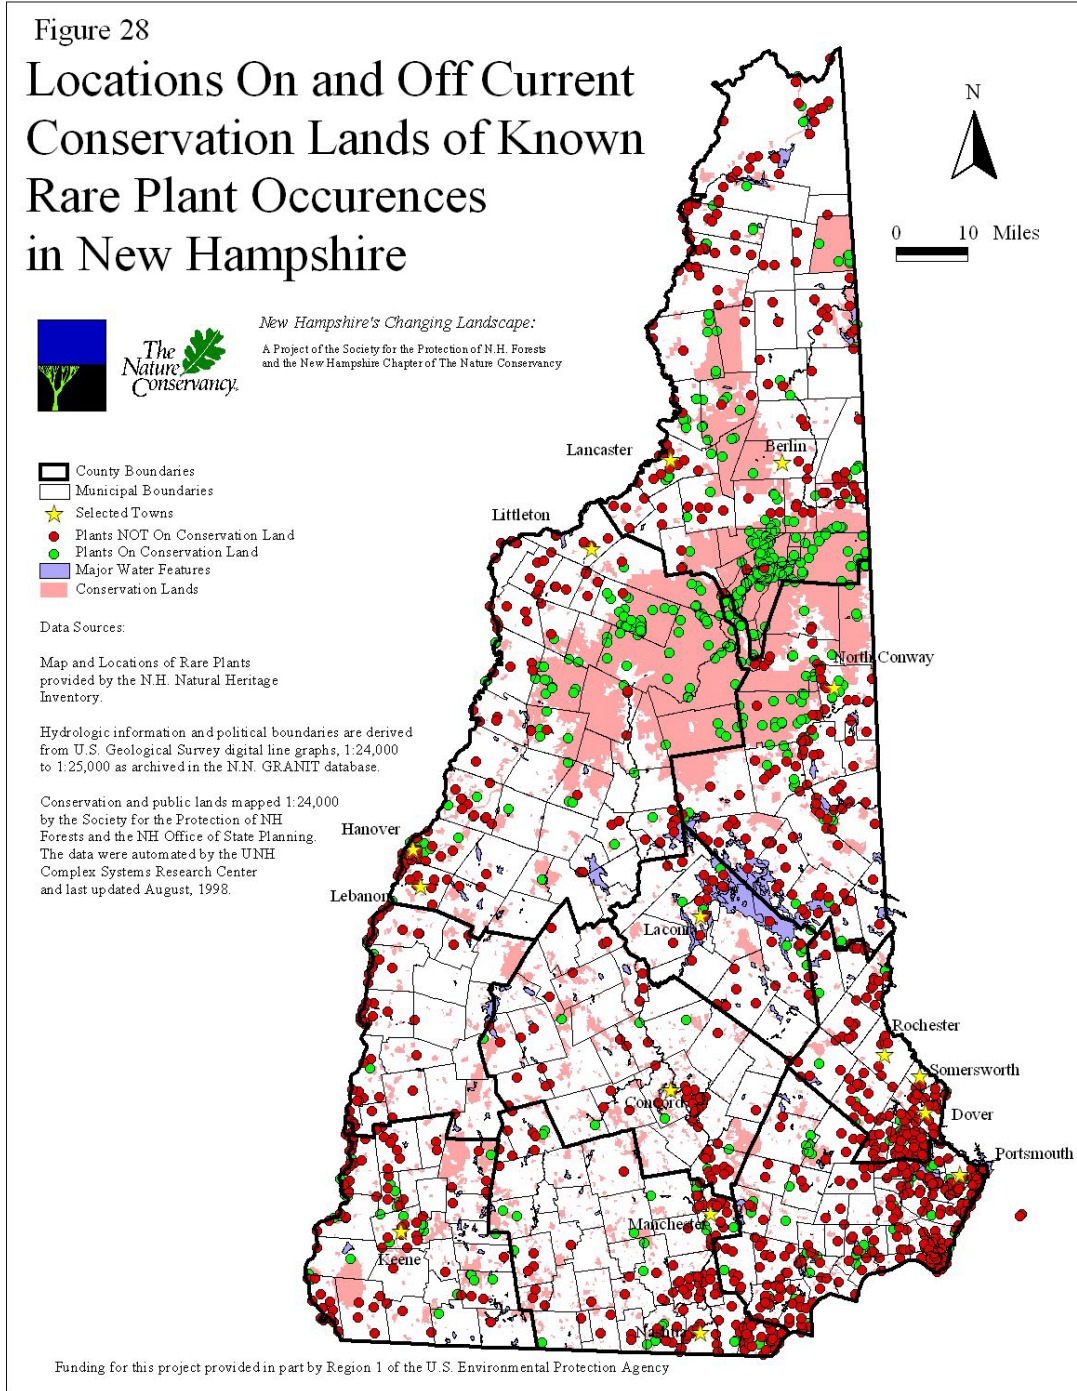 Figure 28
Locations On and Off Current
Conservation Lands of Known
Rare Plant Occurences
in New Hampshire
N
0 10 Miles
The
Nature
Conservancy.
New Hampshire's Changing Landscape:
A Project of the Society for the Protection of N.H. Forests
and the New Hampshire Chapter of The Nature Conservancy
County Boundaries
Municipal Boundaries
Selected Towns
Plants NOT On Conservation Land
Plants On Conservation Land
Major Water Features
Conservation Lands
Data Sources:
Map and Locations of Rare Plants
provided by the N.H. Natural Heritage
Inventory.
Hydrologic information and political boundaries are derived
from U.S. Geological Survey digital line graphs, 1:24,000
to 1:25,000 as archived in the N.N. GRANIT database.
Conservation and public lands mapped 1:24,000
by the Society for the Protection of NH
Forests and the NH Office of State Planning.
The data were automated by the UNH
Complex Systems Research Center
and last updated August, 1998.
Lancaster
Berlin
Littleton
North Conway
Hanover
Lebanon
Laconia
Rochester
Somersworth
Concord
Dover
Portsmouth
Manchester
Keene
Nashua
Funding for this project provided in part by Region 1 of the U.S. Environmental Protection Agency